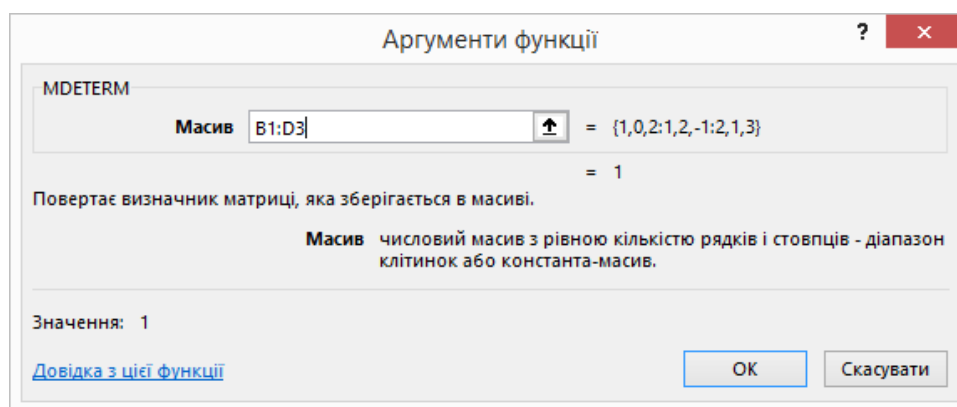 Аргументи функції
?
MDETERM
Масив B1:D3 = {1,0,2:1,2,-1:2,1,3}
= 1
Повертає визначник матриці, яка зберігається в масиві.
Масив числовий масив з рівною кількістю рядків і стовпців - діапазон
клітинок або константа-масив.
Значення: 1
Довідка з цієї функції
ОК Скасувати